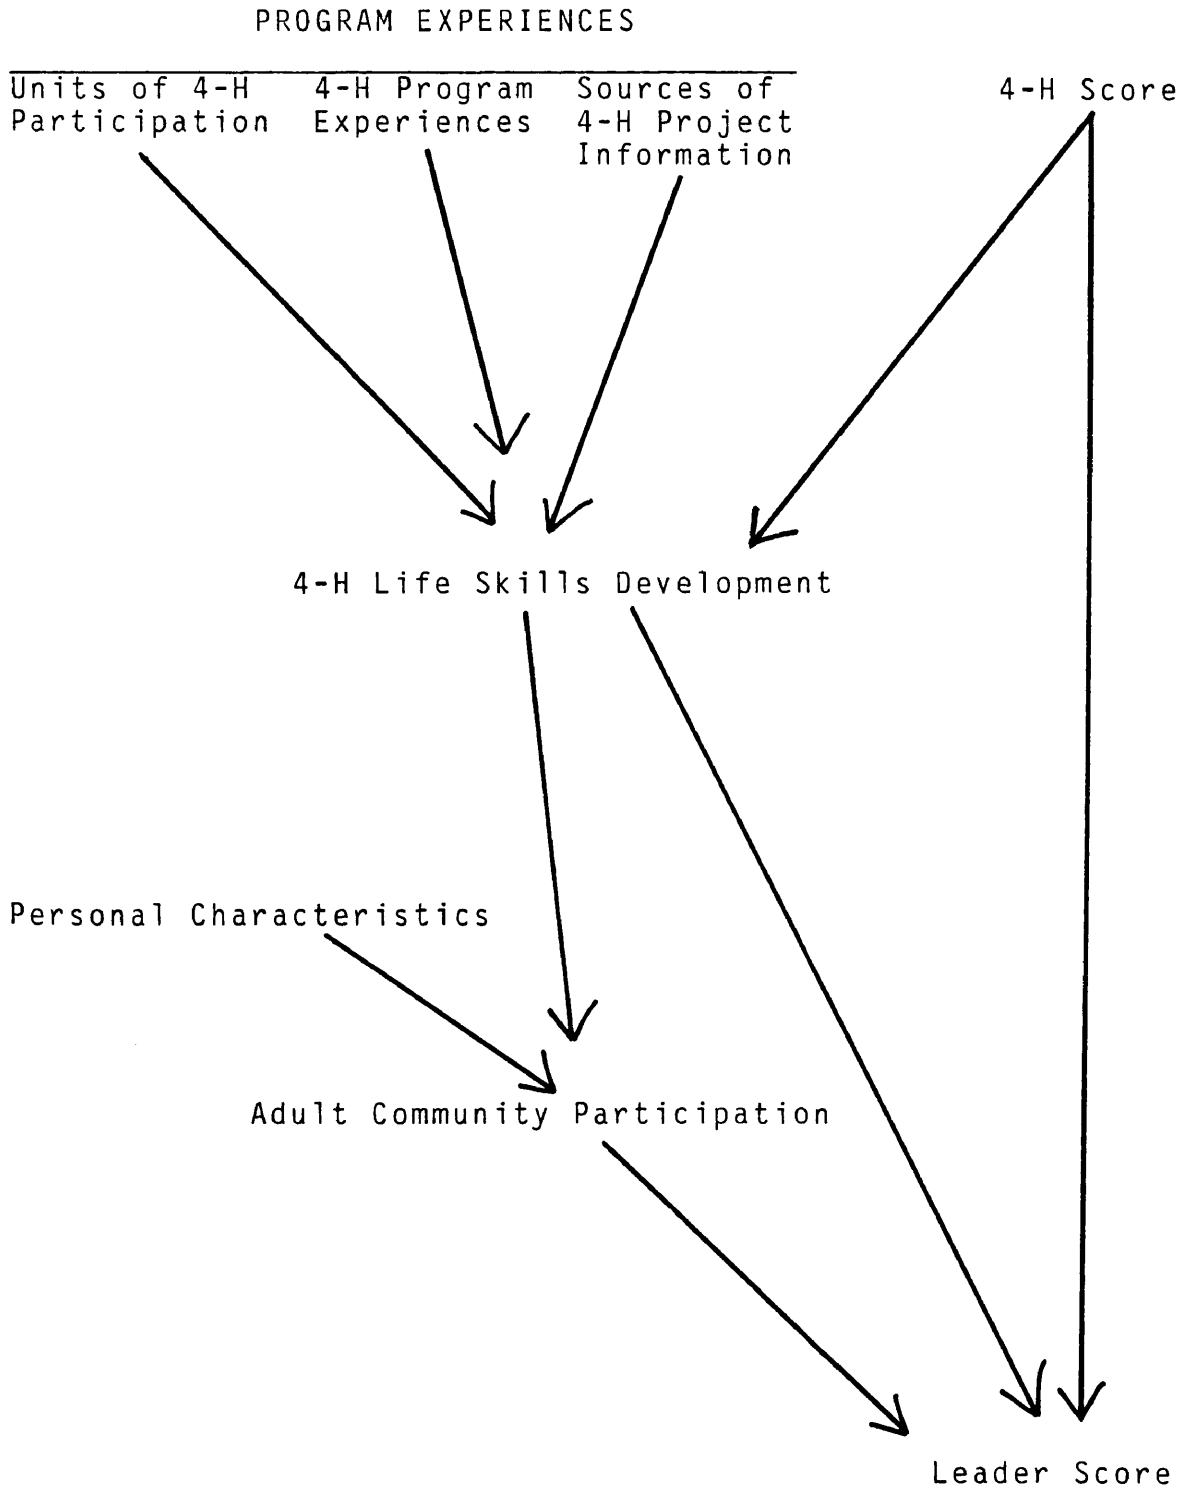 PROGRAM EXPERIENCES
Units of 4-H
Participation
4-H Program
Experiences
Sources of
4-H Project
Information
4-H Score
4-H Life Skills Development
Personal Characteristics
Adult Community Participation
Leader Score